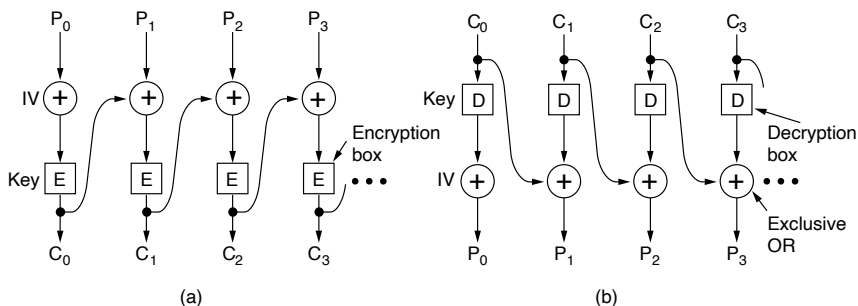 P0 P1 P2 P3
IV + + + +
Key E E E E
Encryption
box
C0 C1 C2 C3
(a)
C0 C1 C2 C3
Key D D D D
Decryption
box
IV + + + +
Exclusive
OR
P0 P1 P2 P3
(b)